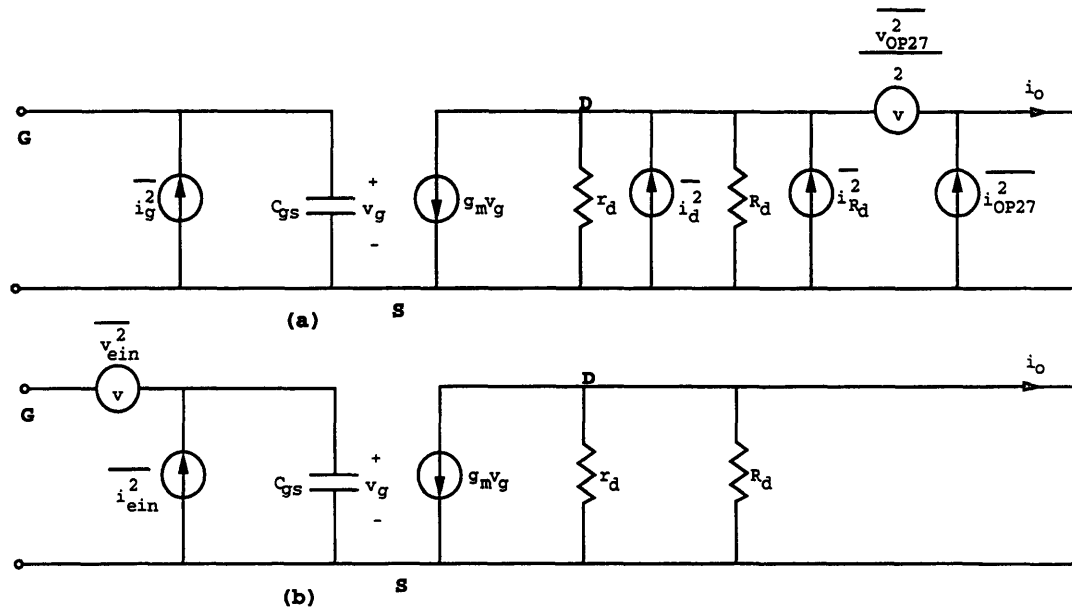 v²OP27
2
v
D
io
G
i²g
Cgs
+
vg
-
gmvg
rd
i²d
Rd
i²Rd
i²OP27
(a)
S
v²ein
v
D
io
G
i²ein
Cgs
+
vg
-
gmvg
rd
Rd
(b)
S